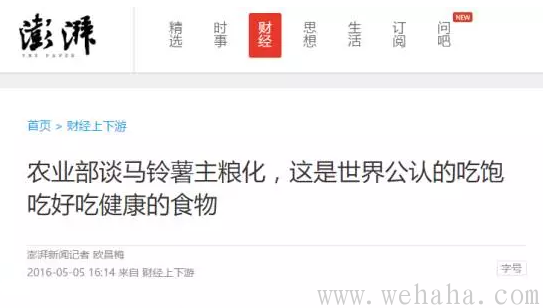 澎湃
THE PAPER
精选 时事 财经 思想 生活 订阅 问吧 NEW
首页 > 财经上下游
农业部谈马铃薯主粮化，这是世界公认的吃饱
吃好吃健康的食物
澎湃新闻记者 欧昌梅
2016-05-05 16:14 来自 财经上下游
字号
www.wehaha.com